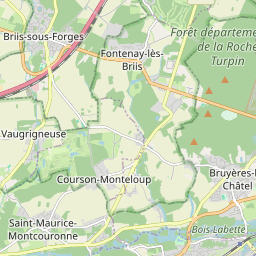 Forêt départeme
de la Roche
Turpin
Briis-sous-Forges
Fontenay-lès-
Briis
Vaugrigneuse
Courson-Monteloup
Bruyères-l
Châtel
Saint-Maurice-
Montcouronne
Bois Labette